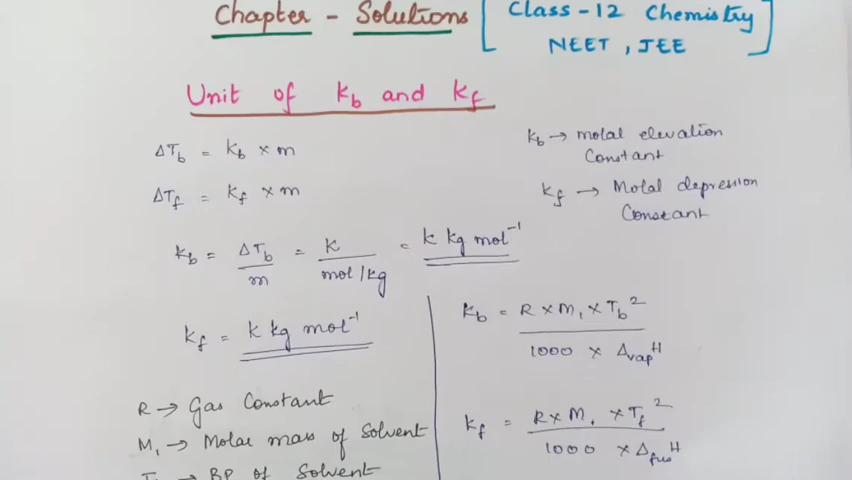 Chapter - Solutions [Class-12 Chemistry
NEET, JEE]
Unit of Kb and Kf
ΔTb = Kb × m
ΔTf = Kf × m
Kb → molal elevation
Constant
Kf → Molal depression
Constant
Kb = ΔTb/m = K/(mol/kg) = K kg mol⁻¹
Kf = K kg mol⁻¹
Kb = R × M₁ × Tb² / 1000 × ΔvapH
Kf = R × M₁ × Tf² / 1000 × ΔfusH
R → Gas Constant
M₁ → Molar mass of Solvent
→ BP of Solvent